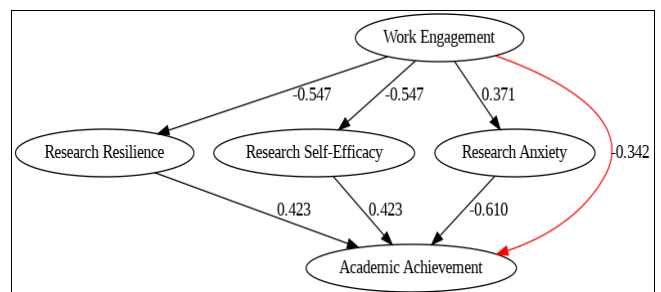 Work Engagement
-0.547
-0.547
0.371
Research Resilience
Research Self-Efficacy
Research Anxiety
-0.342
0.423
0.423
-0.610
Academic Achievement